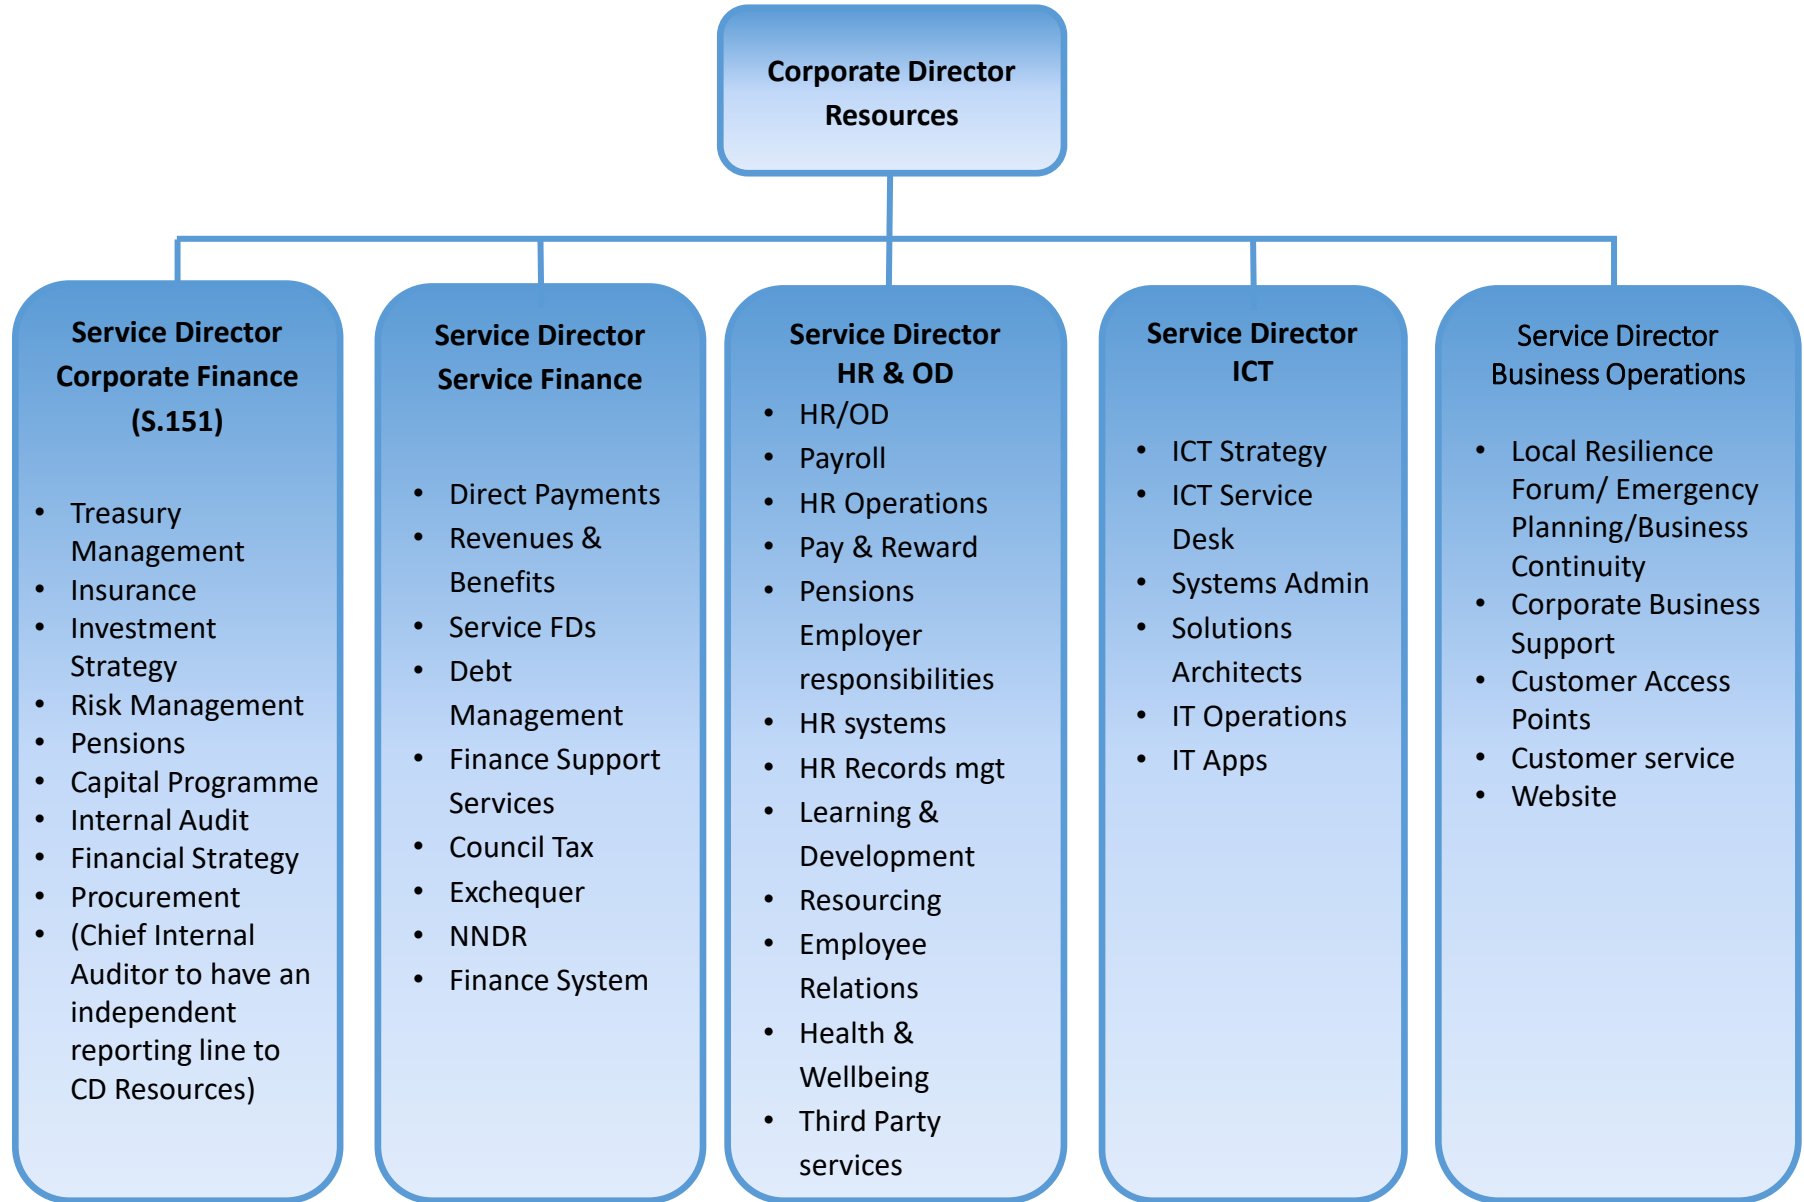 Corporate Director
Resources
Service Director
Corporate Finance
(S.151)
• Treasury
Management
• Insurance
• Investment
Strategy
• Risk Management
• Pensions
• Capital Programme
• Internal Audit
• Financial Strategy
• Procurement
• (Chief Internal
Auditor to have an
independent
reporting line to
CD Resources)
Service Director
Service Finance
• Direct Payments
• Revenues &
Benefits
• Service FDs
• Debt
Management
• Finance Support
Services
• Council Tax
• Exchequer
• NNDR
• Finance System
Service Director
HR & OD
• HR/OD
• Payroll
• HR Operations
• Pay & Reward
• Pensions
Employer
responsibilities
• HR systems
• HR Records mgt
• Learning &
Development
• Resourcing
• Employee
Relations
• Health &
Wellbeing
• Third Party
services
Service Director
ICT
• ICT Strategy
• ICT Service
Desk
• Systems Admin
• Solutions
Architects
• IT Operations
• IT Apps
Service Director
Business Operations
• Local Resilience
Forum/ Emergency
Planning/Business
Continuity
• Corporate Business
Support
• Customer Access
Points
• Customer service
• Website